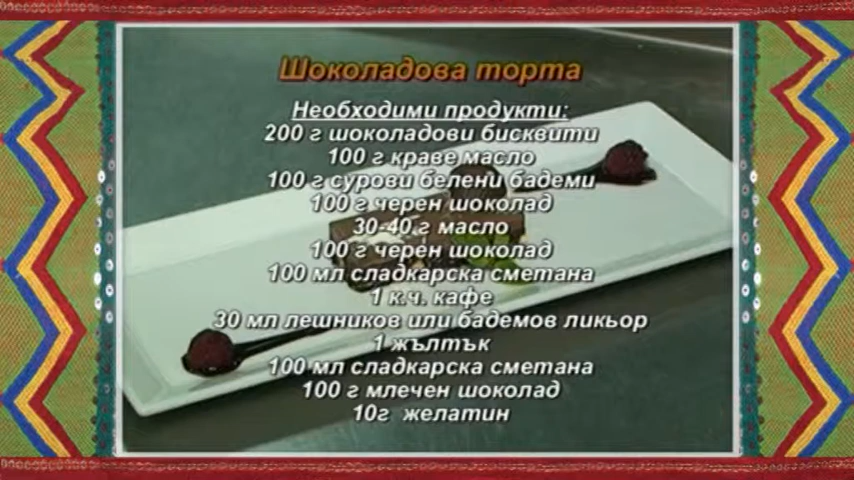 Шоколадова торта
Необходими продукти:
200 г шоколадови бисквити
100 г краве масло
100 г сурови белени бадеми
100 г черен шоколад
30-40 г масло
100 г черен шоколад
100 мл сладкарска сметана
1 к.ч. кафе
30 мл лешников или бадемов ликьор
1 жълтък
100 мл сладкарска сметана
100 г млечен шоколад
10г желатин